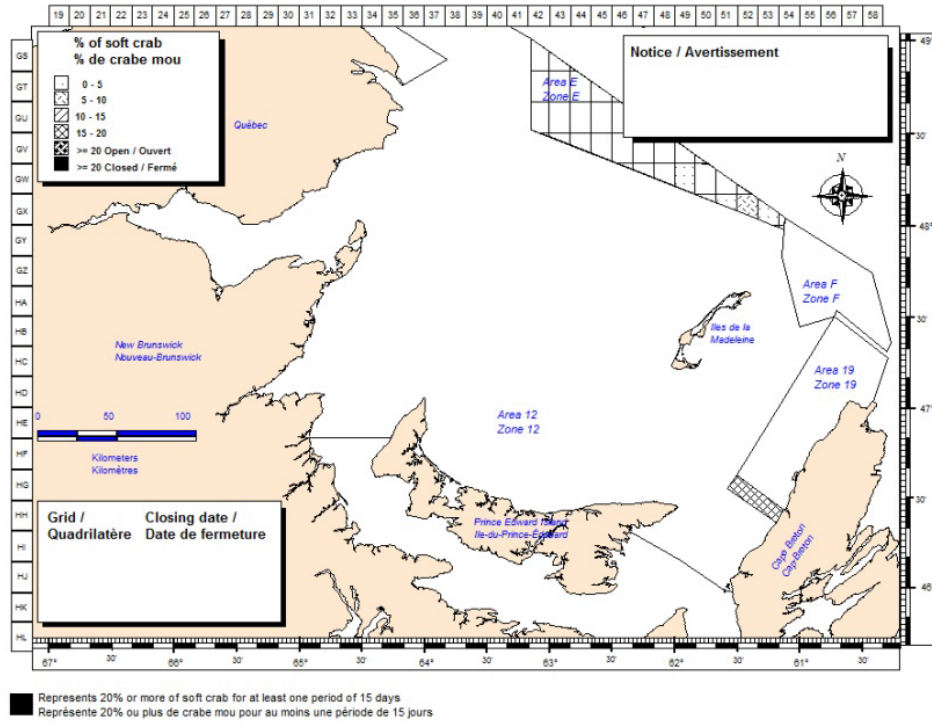 19 20 21 22 23 24 25 26 27 28 29 30 31 32 33 34 35 36 37 38 39 40 41 42 43 44 45 46 47 48 49 50 51 52 53 54 55 56 57 58
% of soft crab
% de crabe mou
0 - 5
5 - 10
10 - 15
15 - 20
>= 20 Open / Ouvert
>= 20 Closed / Fermé
Notice / Avertissement
Area E
Zone E
Québec
N
GS
GT
GU
GV
GW
GX
GY
GZ
HA
HB
HC
HD
HE
HF
HG
HH
HI
HJ
HK
HL
49°
30'
48°
30'
47°
30'
46°
Area F
Zone F
Iles de la
Madeleine
New Brunswick
Nouveau-Brunswick
Area 19
Zone 19
Area 12
Zone 12
0 50 100
Kilometers
Kilomètres
Grid /
Quadrilatère
Closing date /
Date de fermeture
Prince Edward Island
Ile-du-Prince-Édouard
Cape Breton
Cap-Breton
67° 30' 66° 30' 65° 30' 64° 30' 63° 30' 62° 30' 61° 30'
Represents 20% or more of soft crab for at least one period of 15 days
Représente 20% ou plus de crabe mou pour au moins une période de 15 jours